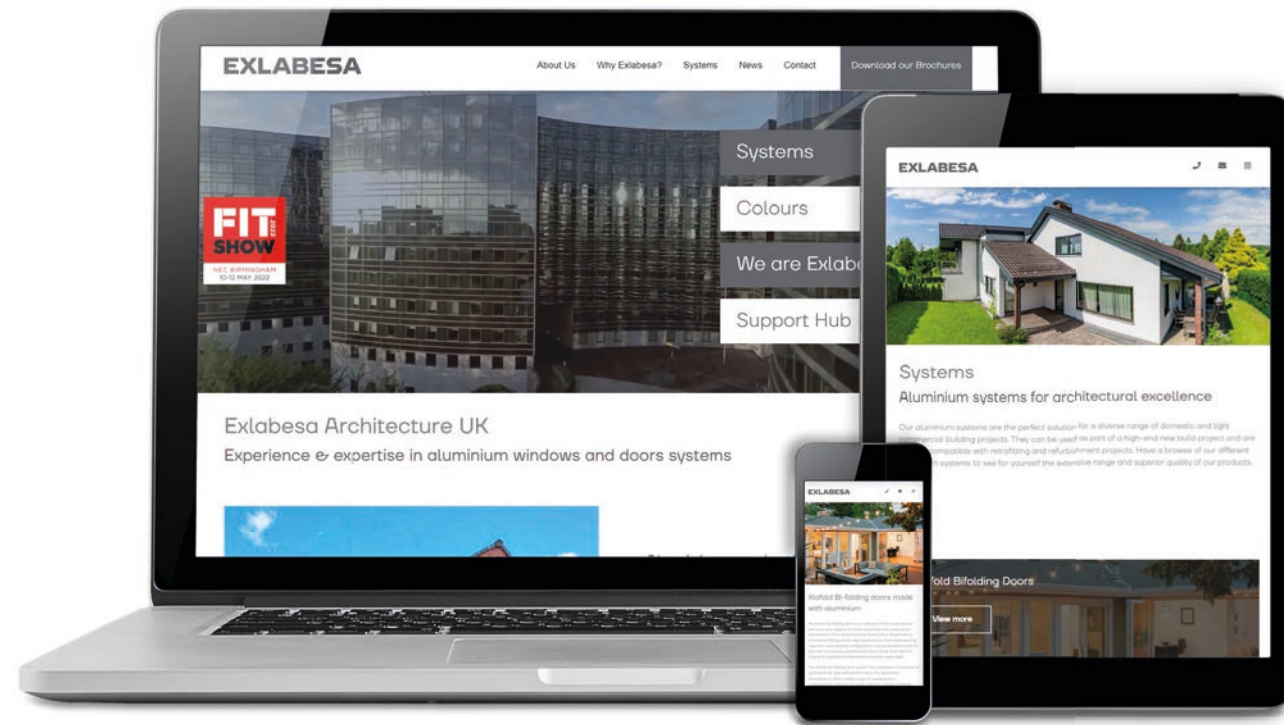 EXLABESA
About Us Why Exlabesa? Systems News Contact Download our Brochures
Systems
Colours
We are Exlab
Support Hub
FIT
2022
SHOW
NEC BIRMINGHAM
10-12 MAY 2022
Exlabesa Architecture UK
Experience & expertise in aluminium windows and doors systems
EXLABESA
Systems
Aluminium systems for architectural excellence
Our aluminium systems are the perfect solution for a diverse range of domestic and light
commercial building projects. They can be used as part of a high-end new build project and are
compatible with retrofitting and refurbishment projects. Have a browse of our different
systems to see for yourself the extensive range and superior quality of our products.
fold Bifolding Doors
View more
EXLABESA
Bi-folding doors made
with aluminium